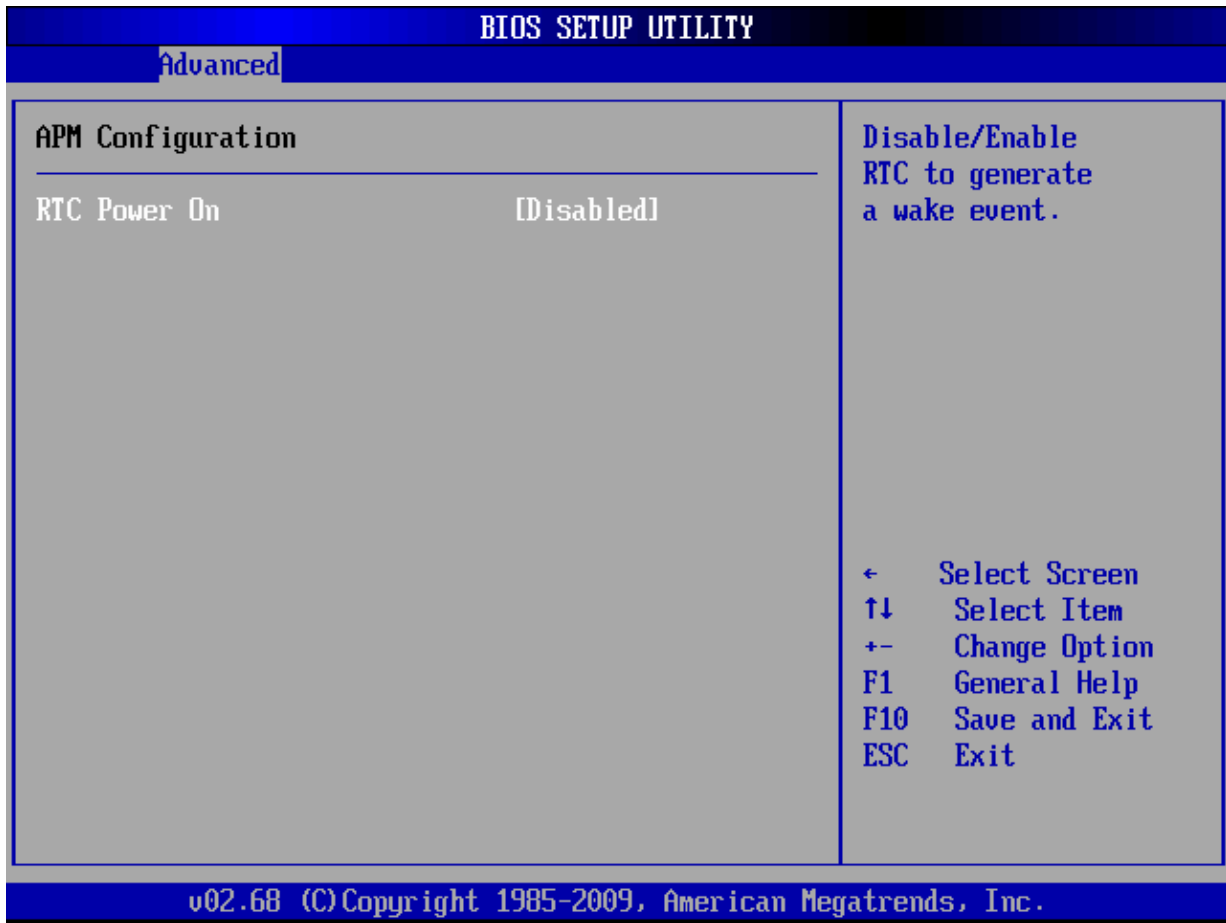 BIOS SETUP UTILITY
Advanced
APM Configuration
RTC Power On [Disabled]
Disable/Enable
RTC to generate
a wake event.
← Select Screen
↑↓ Select Item
+- Change Option
F1 General Help
F10 Save and Exit
ESC Exit
v02.68 (C)Copyright 1985-2009, American Megatrends, Inc.